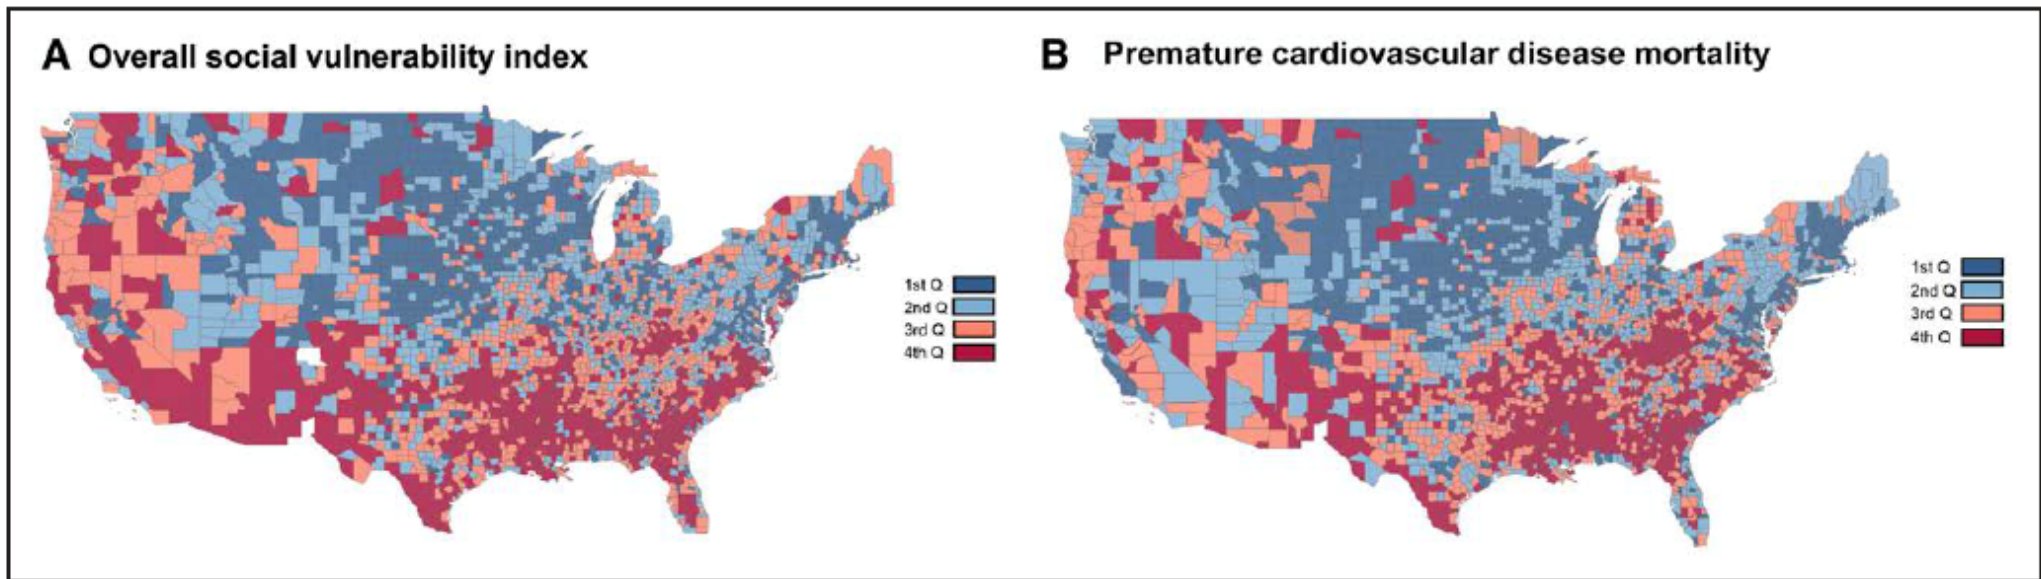 A Overall social vulnerability index
1st Q
2nd Q
3rd Q
4th Q
B Premature cardiovascular disease mortality
1st Q
2nd Q
3rd Q
4th Q